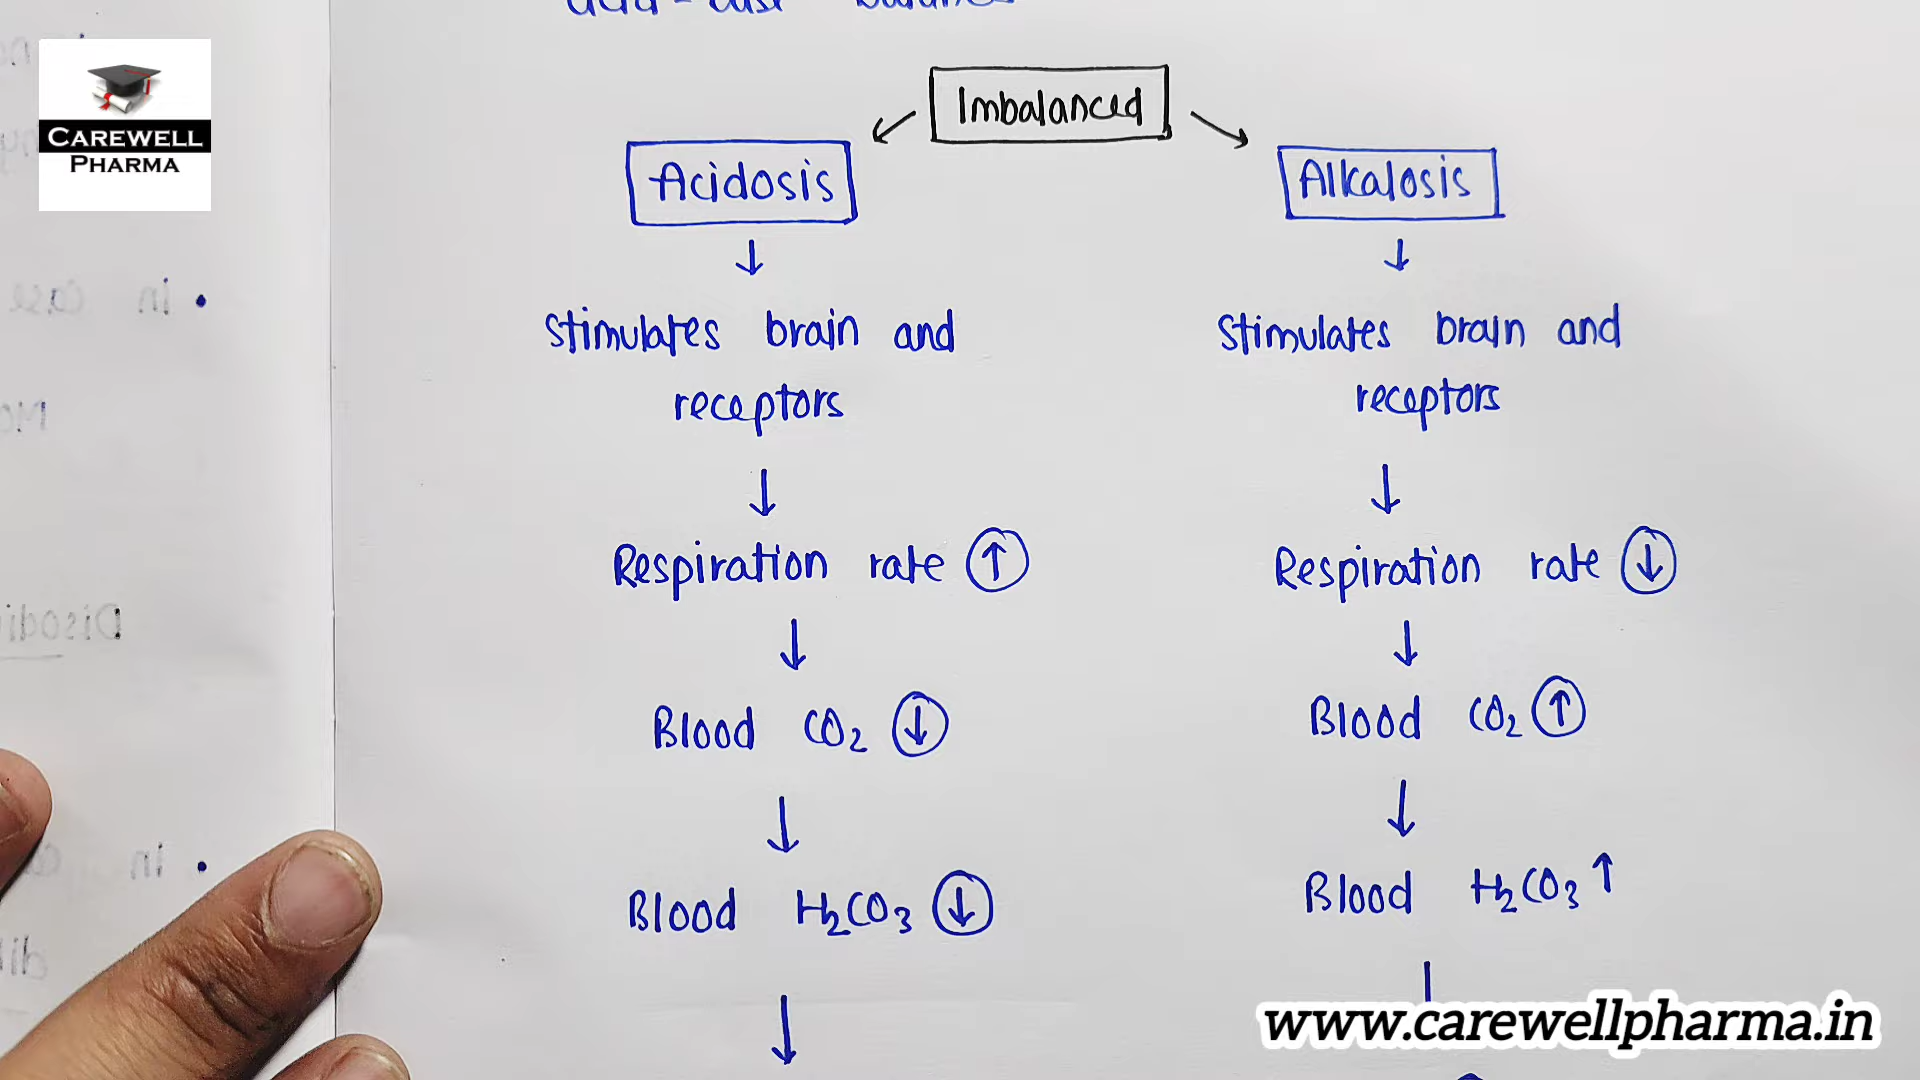 CAREWELL
PHARMA
Imbalanced
Acidosis
Alkalosis
↓
↓
Stimulates brain and
receptors
Stimulates brain and
receptors
↓
↓
Respiration rate ↑
Respiration rate ↓
↓
↓
Blood CO₂ ↓
Blood CO₂ ↑
↓
↓
Blood H₂CO₃ ↓
Blood H₂CO₃ ↑
↓
www.carewellpharma.in